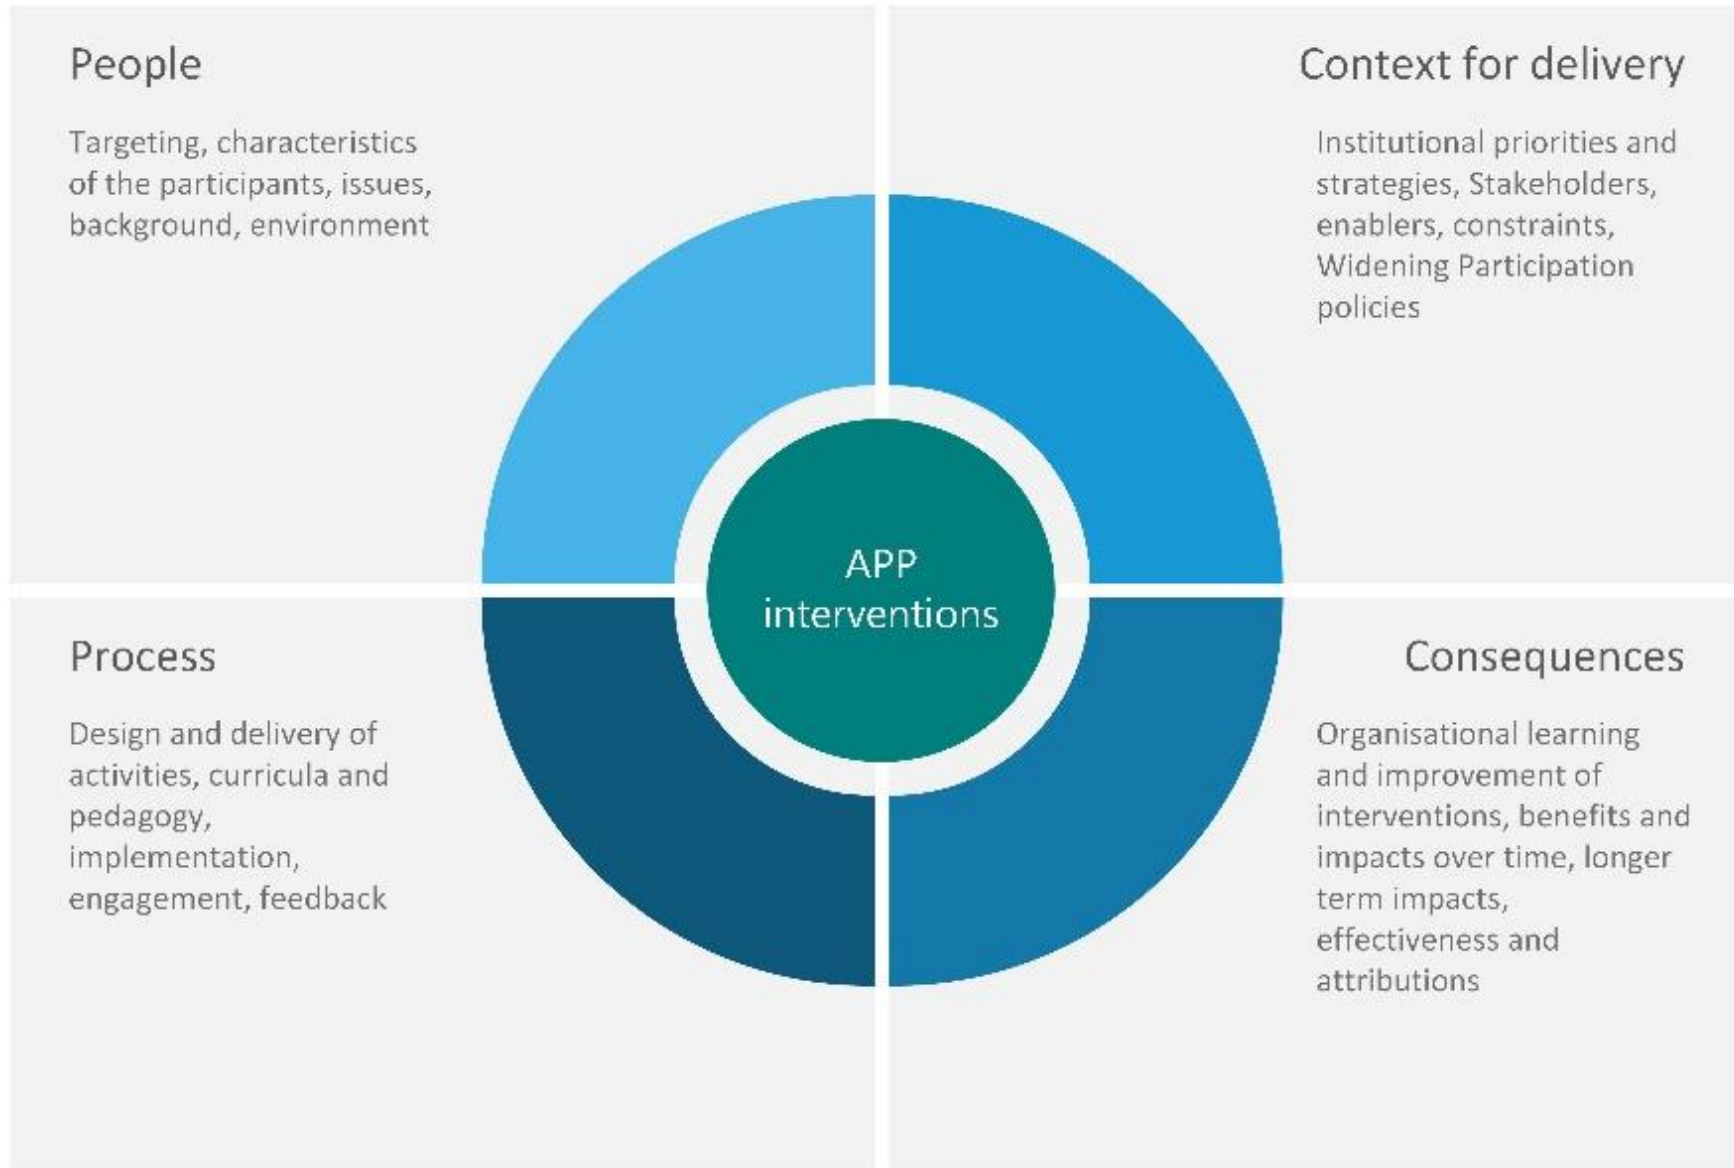 People
Targeting, characteristics
of the participants, issues,
background, environment
Context for delivery
Institutional priorities and
strategies, Stakeholders,
enablers, constraints,
Widening Participation
policies
APP
interventions
Process
Design and delivery of
activities, curricula and
pedagogy,
implementation,
engagement, feedback
Consequences
Organisational learning
and improvement of
interventions, benefits and
impacts over time, longer
term impacts,
effectiveness and
attributions